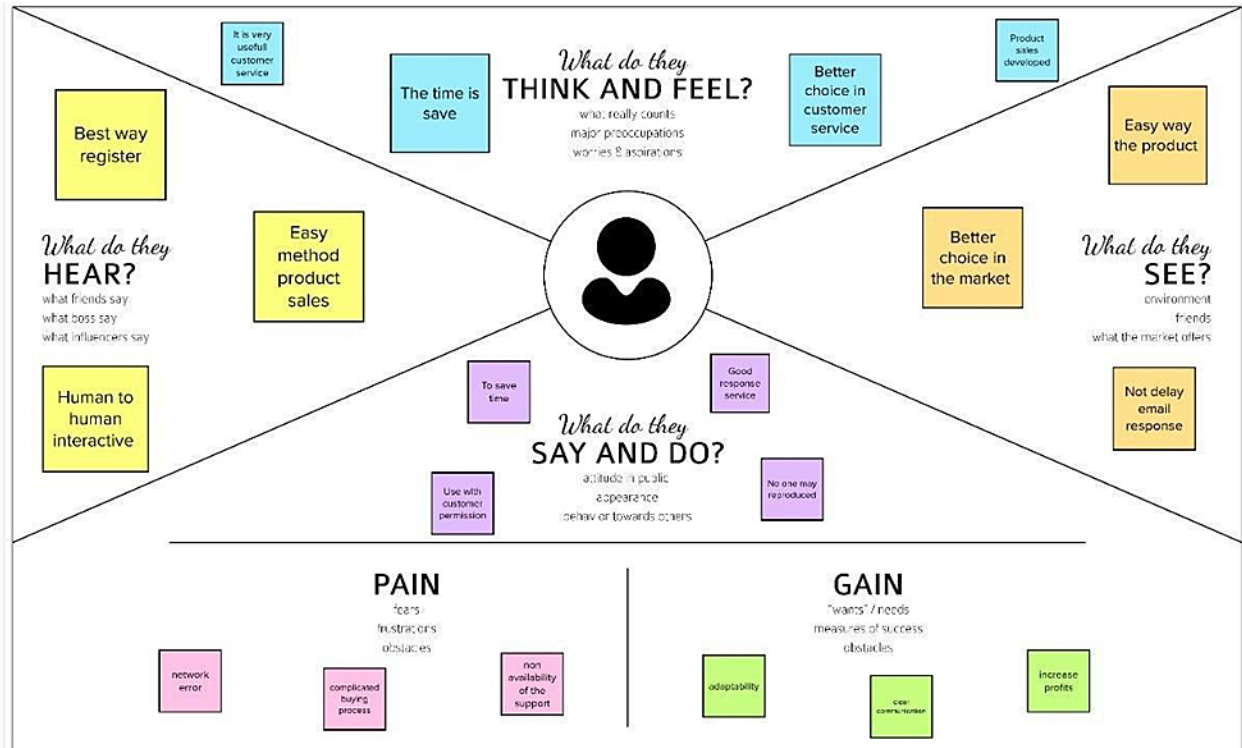 It is very
usefull
customer
service
The time is
save
What do they
THINK AND FEEL?
what really counts
major preoccupations
worries & aspirations
Better
choice in
customer
service
Product
sales
developed
Best way
register
Easy
method
product
sales
What do they
HEAR?
what friends say
what boss say
what influencers say
Human to
human
interactive
Easy way
the product
Better
choice in
the market
What do they
SEE?
environment
friends
what the market offers
Not delay
email
response
To save
time
Good
response
service
What do they
SAY AND DO?
attitude in public
appearance
behavior towards others
Use with
customer
permission
No one may
reproduced
PAIN
fears
frustrations
obstacles
network
error
complicated
buying
process
non
availability
of the
support
GAIN
"wants" / needs
measures of success
obstacles
adaptability
clear
communication
increase
profits